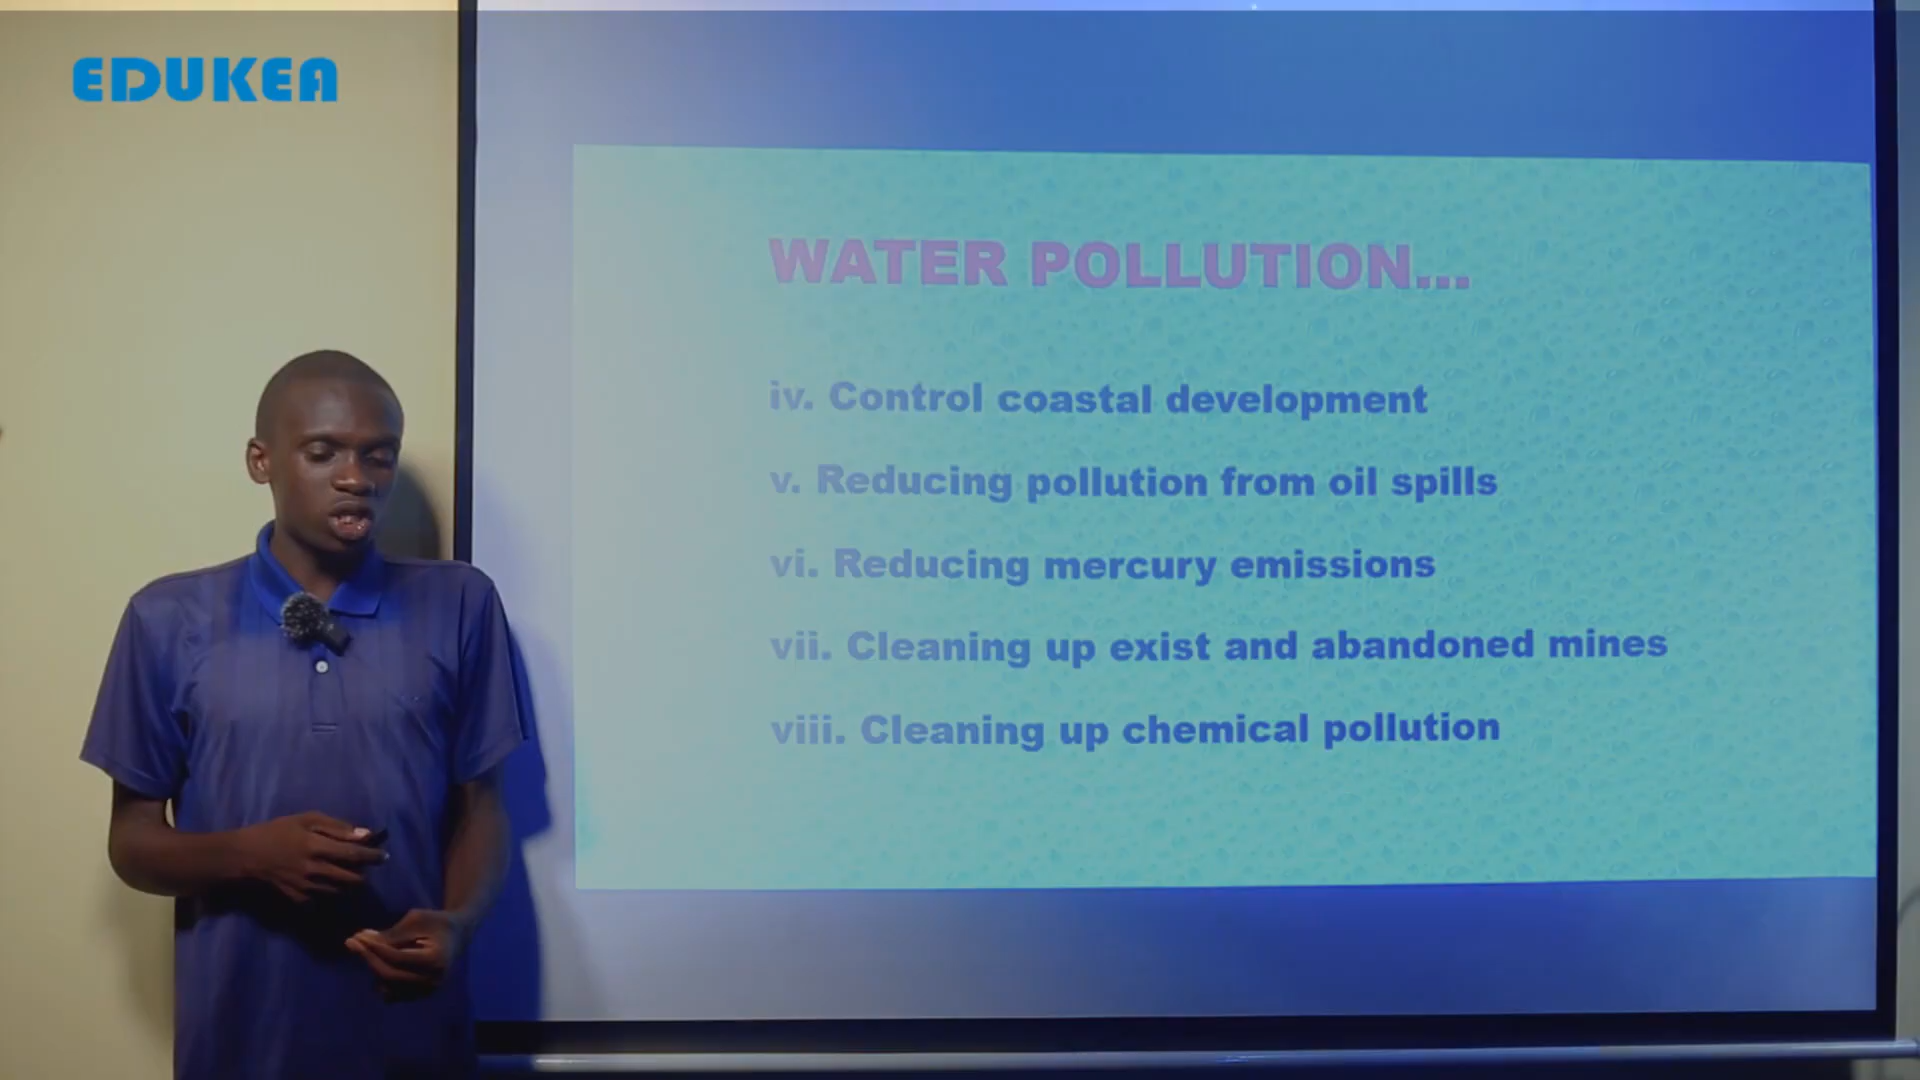 EDUKEA
WATER POLLUTION...
iv. Control coastal development
v. Reducing pollution from oil spills
vi. Reducing mercury emissions
vii. Cleaning up exist and abandoned mines
viii. Cleaning up chemical pollution